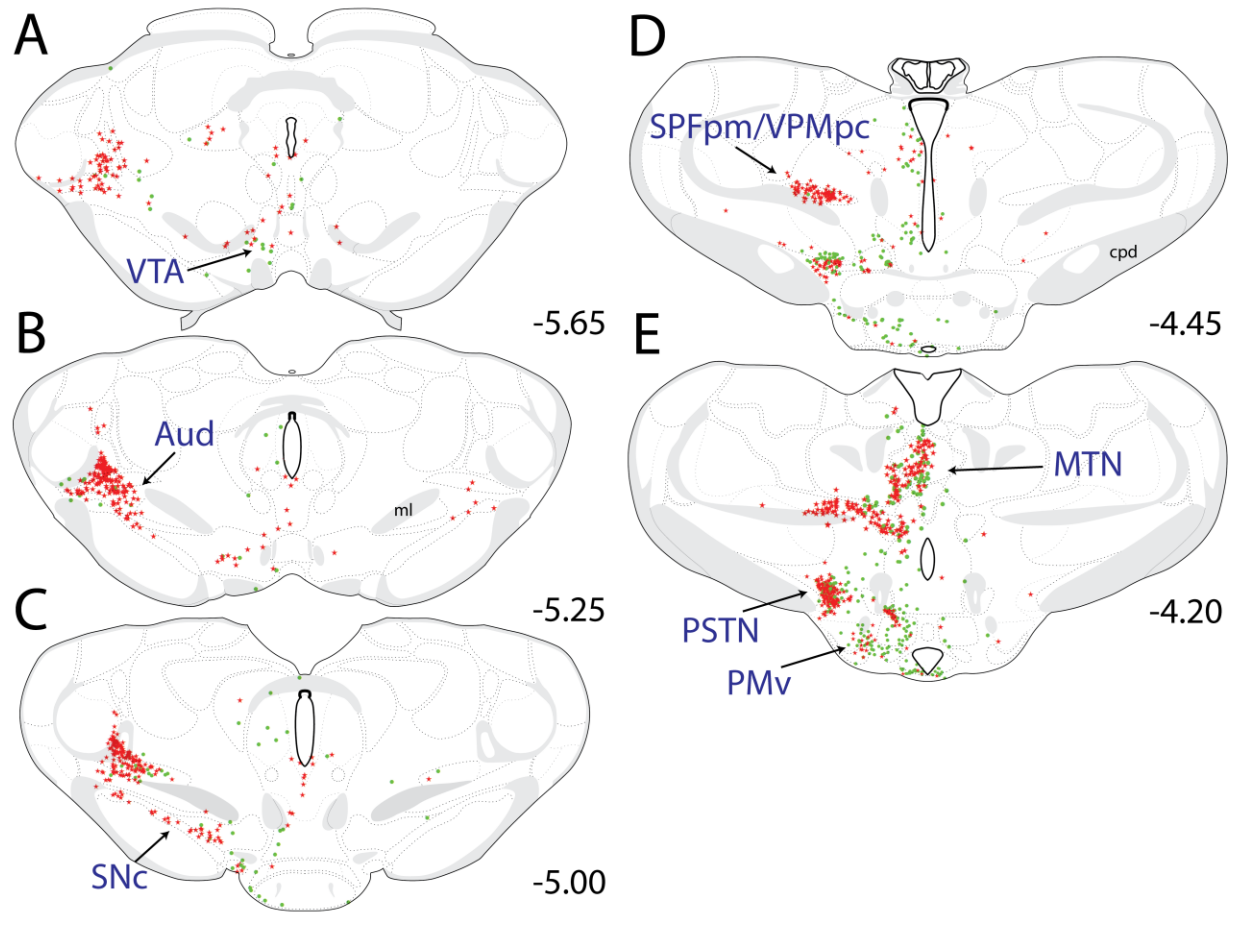 A
VTA
-5.65
B
Aud
ml
-5.25
C
SNc
-5.00
D
SPFpm/VPMpc
cpd
-4.45
E
MTN
PSTN
-4.20
PMv